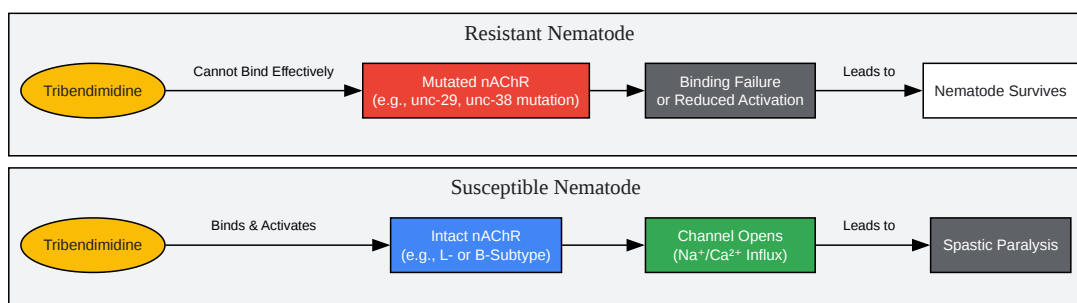 Resistant Nematode
Tribendimidine
Cannot Bind Effectively
Mutated nAChR
(e.g., unc-29, unc-38 mutation)
Binding Failure
or Reduced Activation
Leads to
Nematode Survives
Susceptible Nematode
Tribendimidine
Binds & Activates
Intact nAChR
(e.g., L- or B-Subtype)
Channel Opens
(Na⁺/Ca²⁺ Influx)
Leads to
Spastic Paralysis